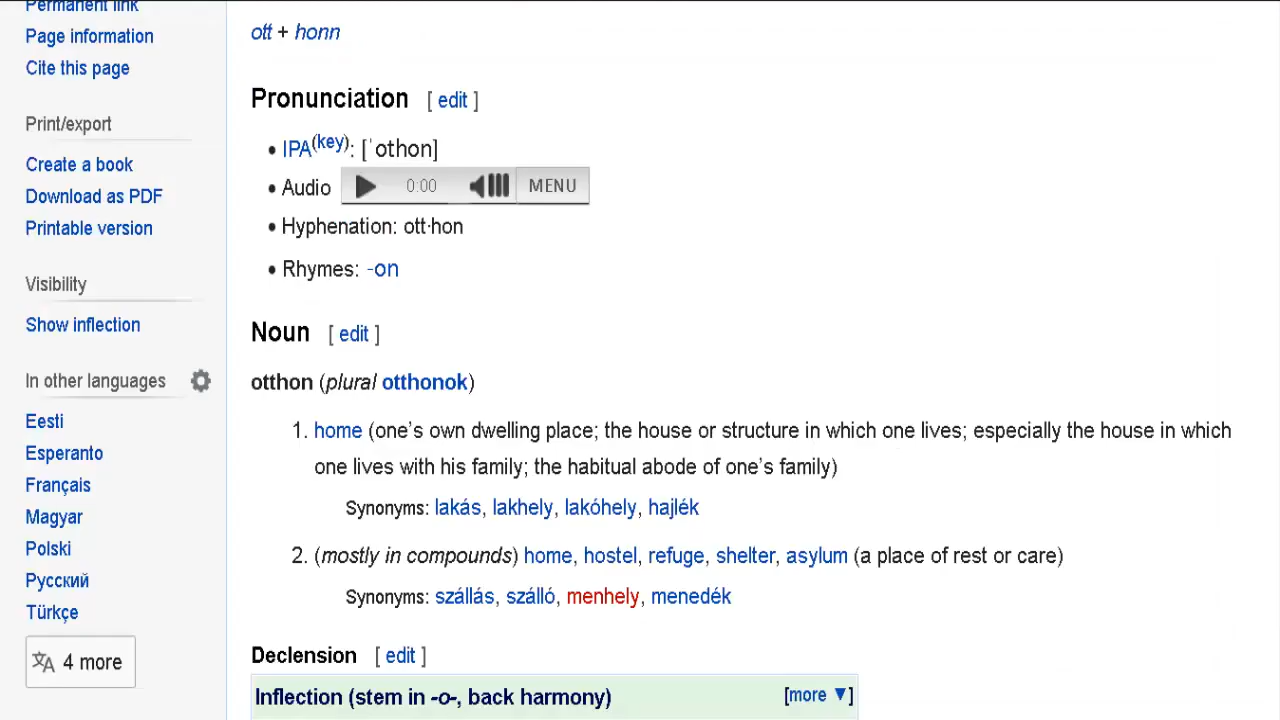 Permanent link
Page information
Cite this page
Print/export
Create a book
Download as PDF
Printable version
Visibility
Show inflection
In other languages
Eesti
Esperanto
Français
Magyar
Polski
Русский
Türkçe
4 more
ott + honn
Pronunciation [ edit ]
• IPA(key): [ˈothon]
• Audio 0:00 MENU
• Hyphenation: ott·hon
• Rhymes: -on
Noun [ edit ]
otthon (plural otthonok)
1. home (one’s own dwelling place; the house or structure in which one lives; especially the house in which
one lives with his family; the habitual abode of one’s family)
Synonyms: lakás, lakhely, lakóhely, hajlék
2. (mostly in compounds) home, hostel, refuge, shelter, asylum (a place of rest or care)
Synonyms: szállás, szálló, menhely, menedék
Declension [ edit ]
Inflection (stem in -o-, back harmony) [more ▼]